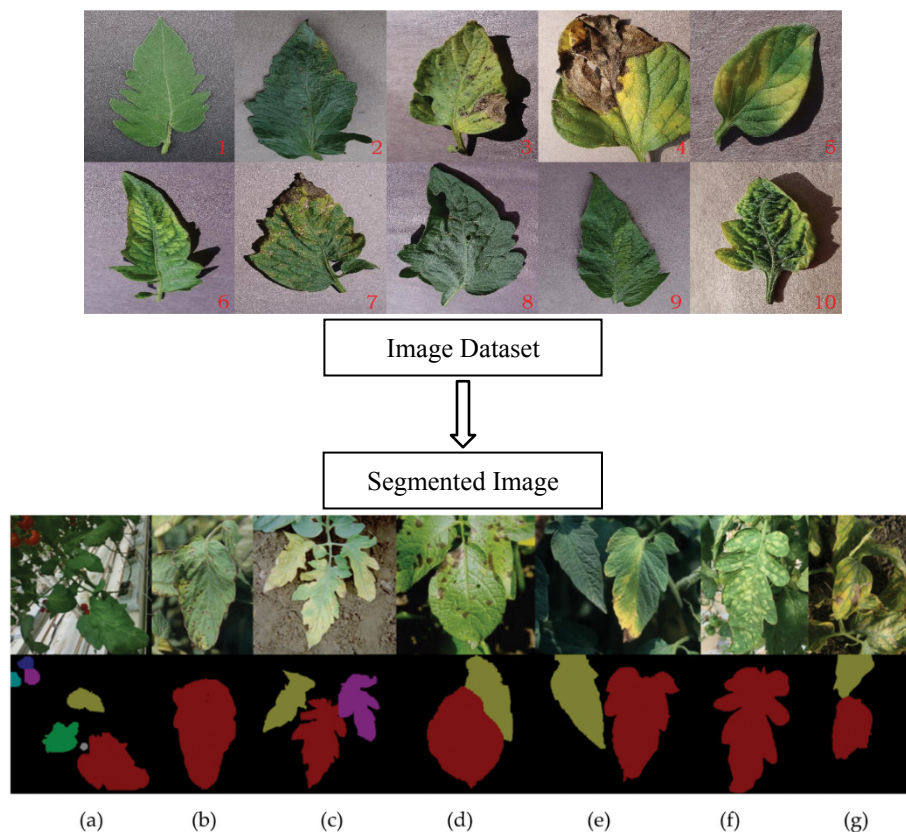 1 2 3 4 5
6 7 8 9 10
Image Dataset
Segmented Image
(a) (b) (c) (d) (e) (f) (g)